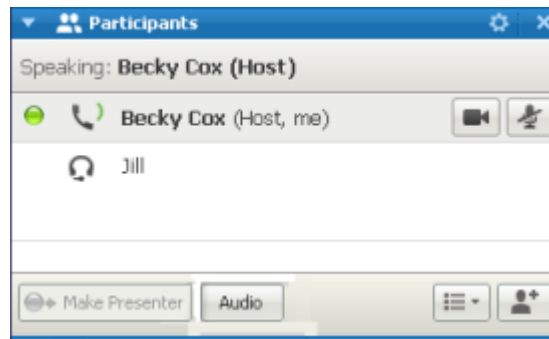 Participants
Speaking: Becky Cox (Host)
Becky Cox (Host, me)
Jill
Make Presenter Audio